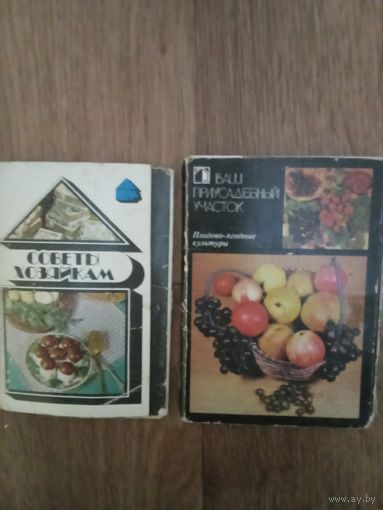 СОВЕТЫ
ХОЗЯЙКАМ
ВАШ
ПРИУСАДЕБНЫЙ
УЧАСТОК
Плодово-ягодные
культуры
www.ay.by